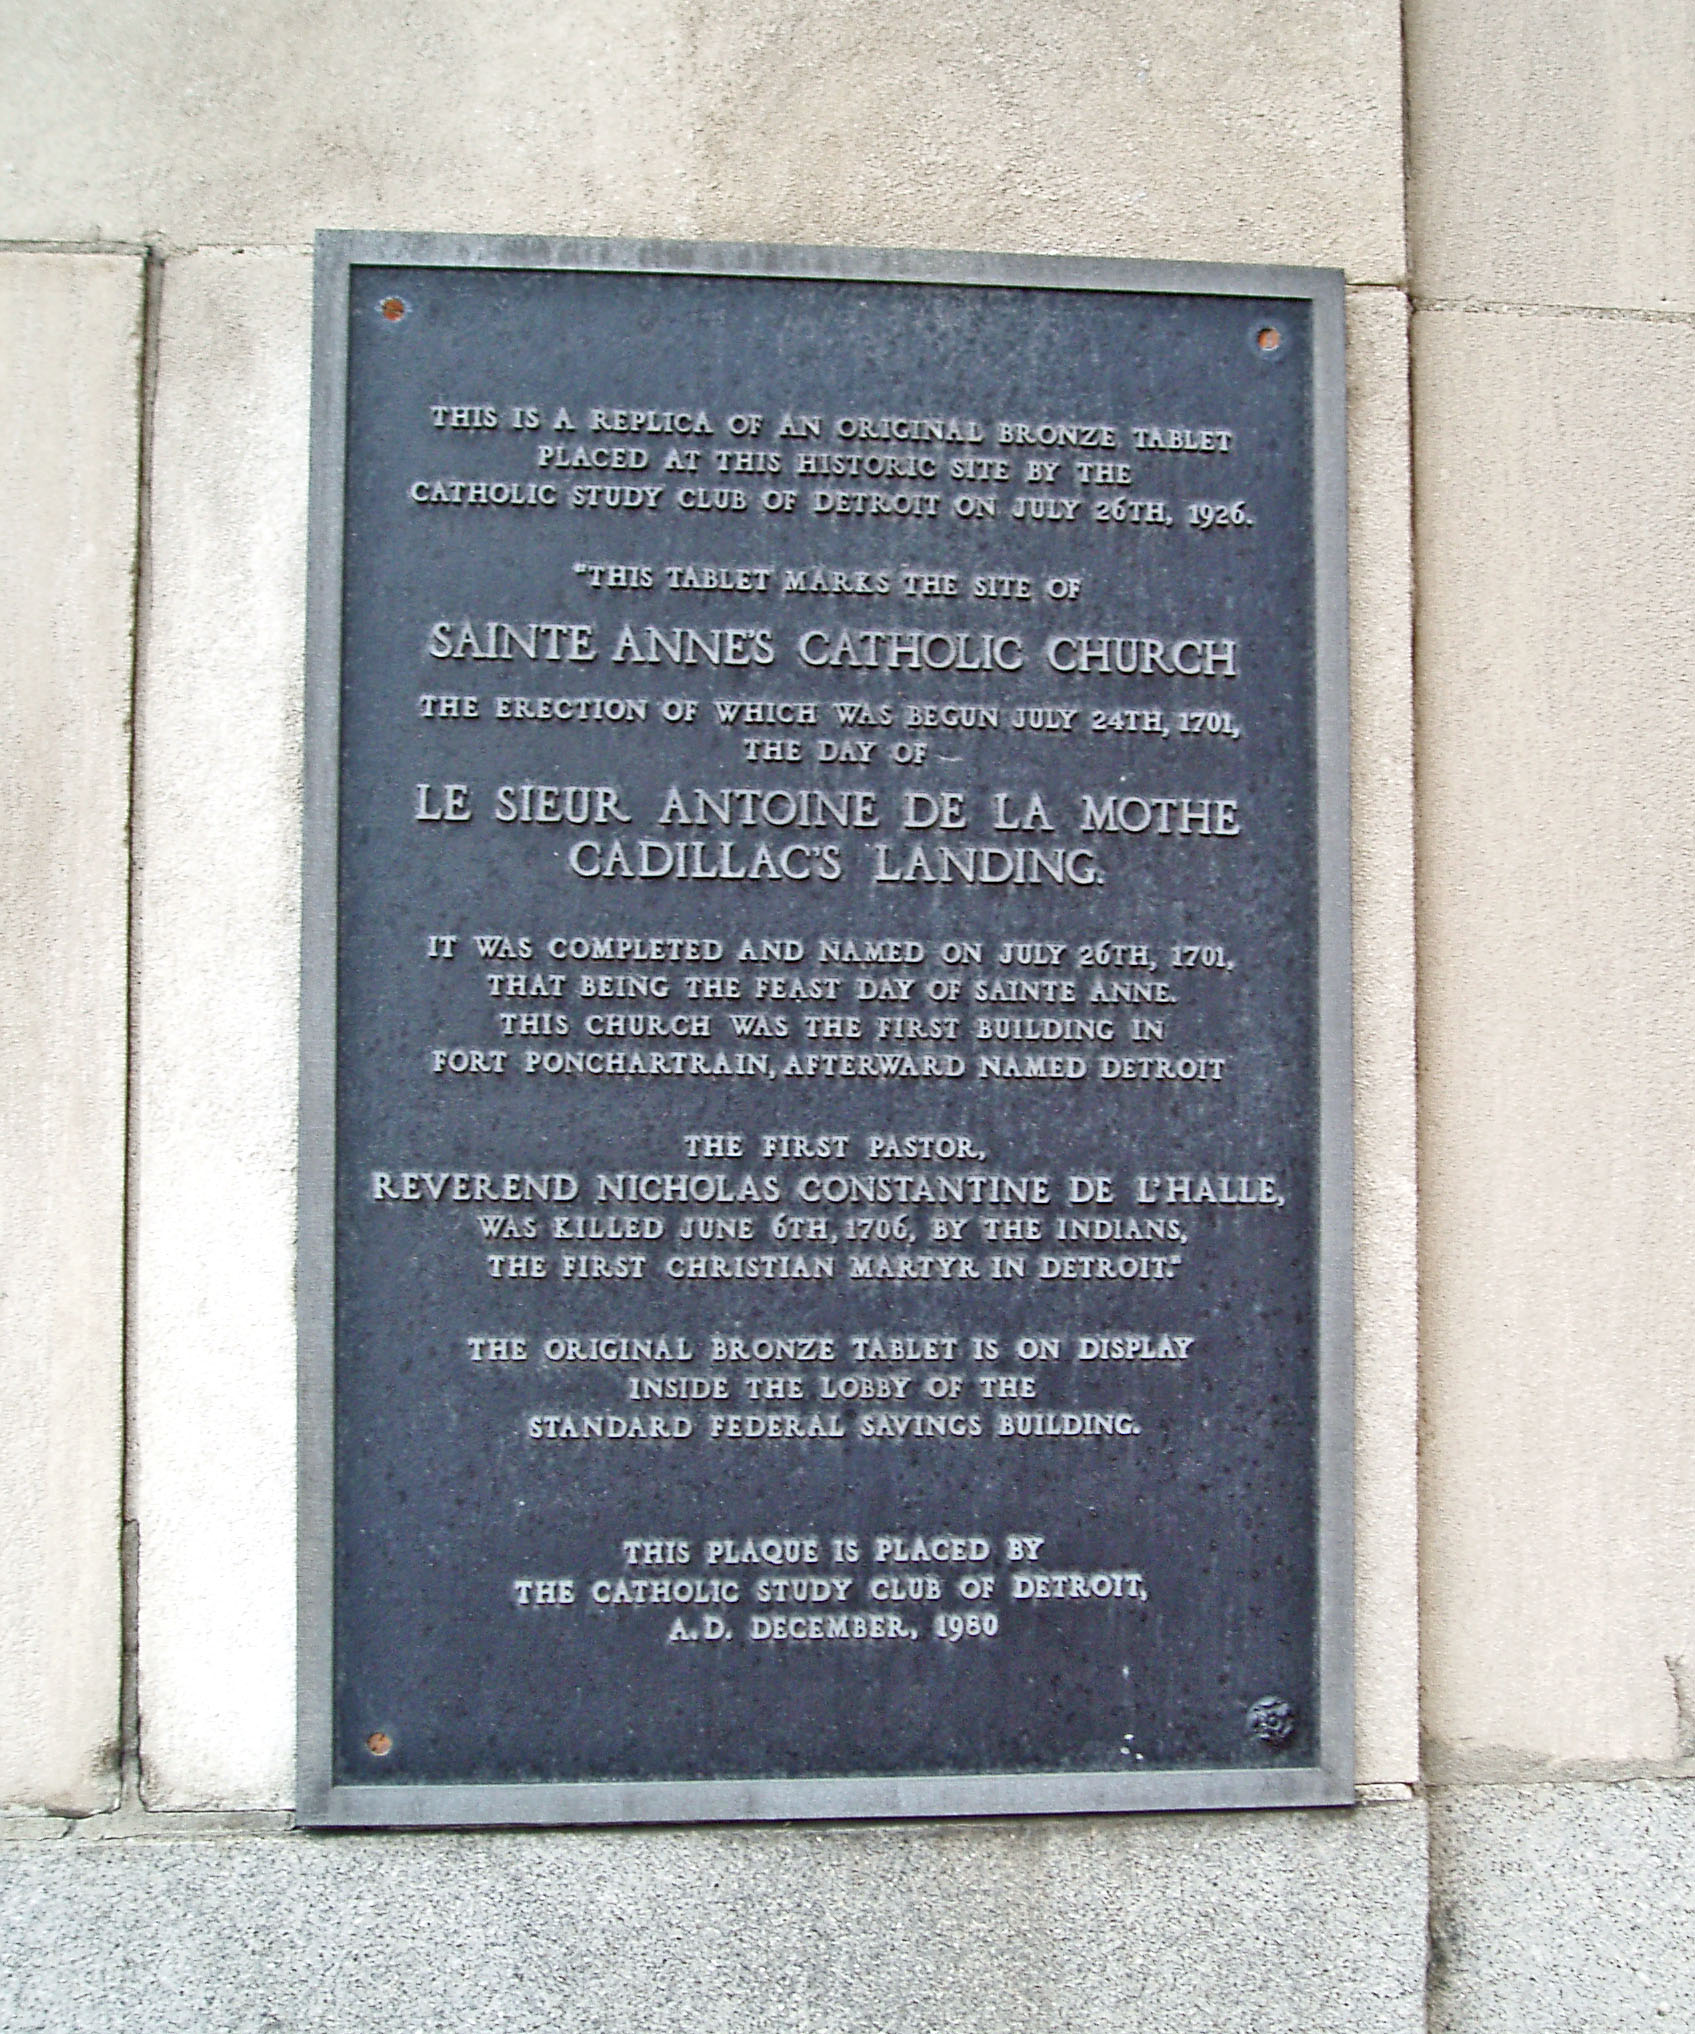 THIS IS A REPLICA OF AN ORIGINAL BRONZE TABLET
PLACED AT THIS HISTORIC SITE BY THE
CATHOLIC STUDY CLUB OF DETROIT ON JULY 26TH, 1926.
"THIS TABLET MARKS THE SITE OF
SAINTE ANNE'S CATHOLIC CHURCH
THE ERECTION OF WHICH WAS BEGUN JULY 24TH, 1701,
THE DAY OF
LE SIEUR ANTOINE DE LA MOTHE
CADILLAC'S LANDING.
IT WAS COMPLETED AND NAMED ON JULY 26TH, 1701,
THAT BEING THE FEAST DAY OF SAINTE ANNE.
THIS CHURCH WAS THE FIRST BUILDING IN
FORT PONCHARTRAIN, AFTERWARD NAMED DETROIT
THE FIRST PASTOR,
REVEREND NICHOLAS CONSTANTINE DE L'HALLE,
WAS KILLED JUNE 6TH, 1706, BY THE INDIANS,
THE FIRST CHRISTIAN MARTYR IN DETROIT."
THE ORIGINAL BRONZE TABLET IS ON DISPLAY
INSIDE THE LOBBY OF THE
STANDARD FEDERAL SAVINGS BUILDING.
THIS PLAQUE IS PLACED BY
THE CATHOLIC STUDY CLUB OF DETROIT,
A.D. DECEMBER, 1980